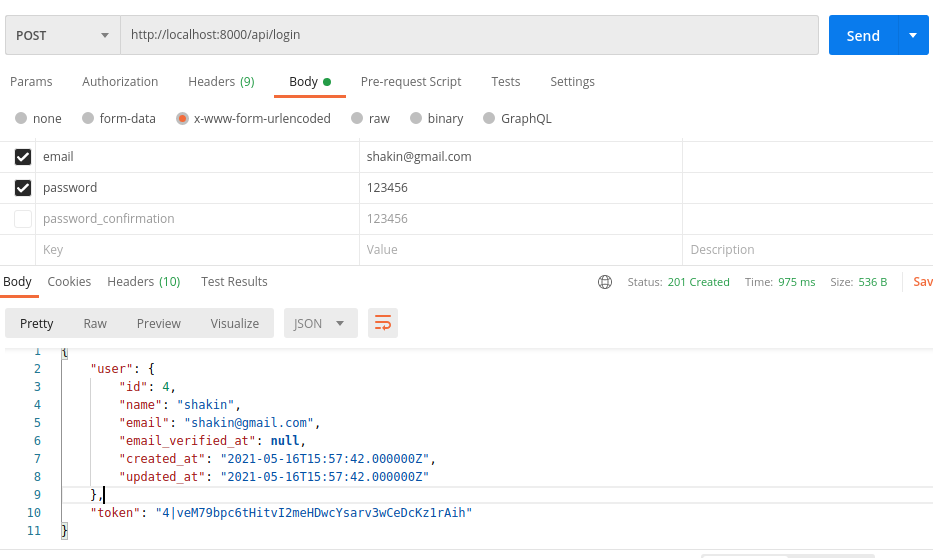 POST http://localhost:8000/api/login Send
Params Authorization Headers (9) Body Pre-request Script Tests Settings
none form-data x-www-form-urlencoded raw binary GraphQL
email shakin@gmail.com
password 123456
password_confirmation 123456
Key Value Description
Body Cookies Headers (10) Test Results Status: 201 Created Time: 975 ms Size: 536 B Sav
Pretty Raw Preview Visualize JSON
1 {
2 "user": {
3 "id": 4,
4 "name": "shakin",
5 "email": "shakin@gmail.com",
6 "email_verified_at": null,
7 "created_at": "2021-05-16T15:57:42.000000Z",
8 "updated_at": "2021-05-16T15:57:42.000000Z"
9 },
10 "token": "4|veM79bpc6tHitvI2meHDwcYsarv3wCeDcKz1rAih"
11 }